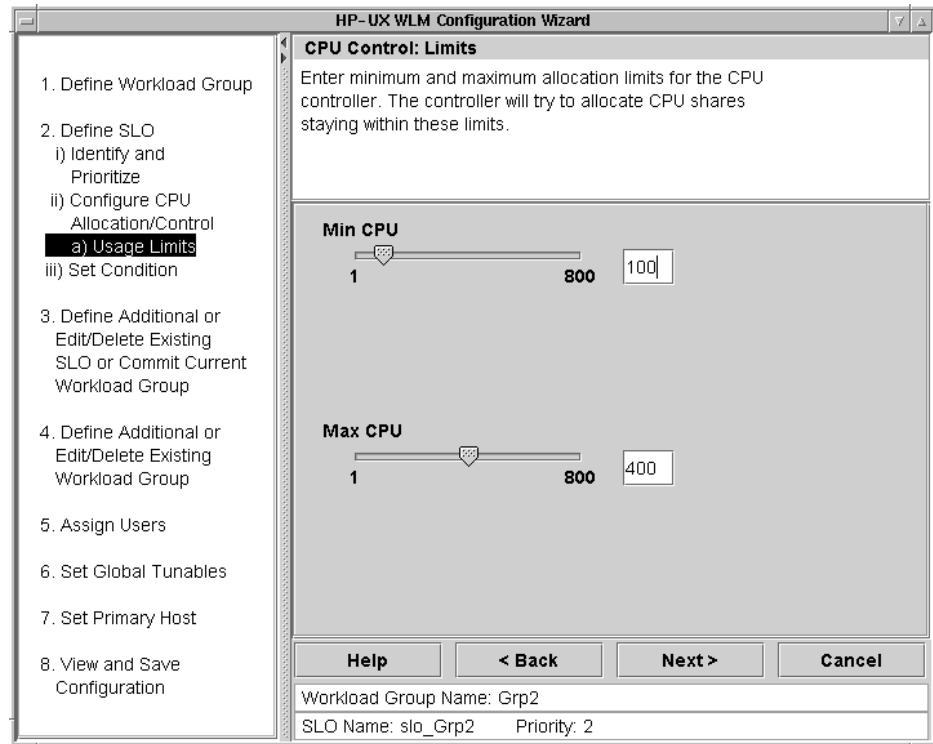 HP-UX WLM Configuration Wizard
1. Define Workload Group
2. Define SLO
i) Identify and
Prioritize
ii) Configure CPU
Allocation/Control
a) Usage Limits
iii) Set Condition
3. Define Additional or
Edit/Delete Existing
SLO or Commit Current
Workload Group
4. Define Additional or
Edit/Delete Existing
Workload Group
5. Assign Users
6. Set Global Tunables
7. Set Primary Host
8. View and Save
Configuration
CPU Control: Limits
Enter minimum and maximum allocation limits for the CPU
controller. The controller will try to allocate CPU shares
staying within these limits.
Min CPU
1 800 100
Max CPU
1 800 400
Help < Back Next > Cancel
Workload Group Name: Grp2
SLO Name: slo_Grp2 Priority: 2